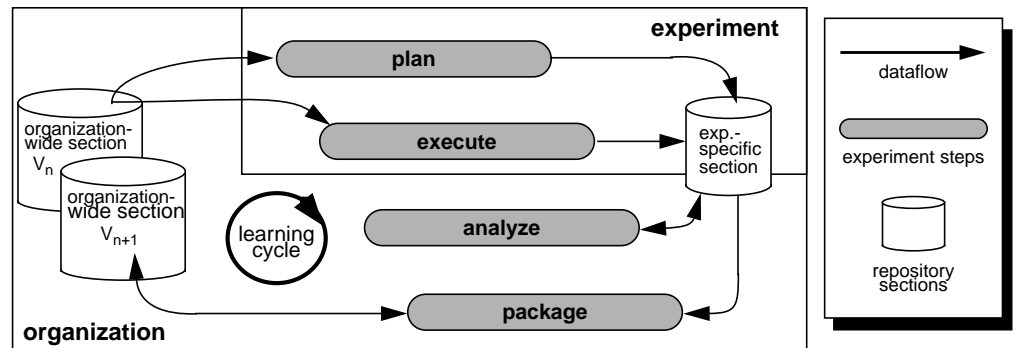 experiment
plan
organization-
wide section
Vn
execute
exp.-
specific
section
organization-
wide section
Vn+1
learning
cycle
analyze
package
organization
dataflow
experiment steps
repository
sections